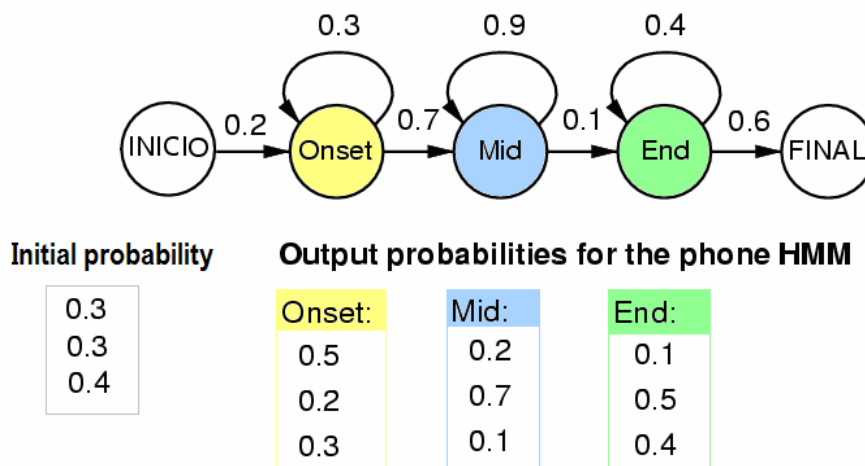 0.3 0.9 0.4
0.2 0.7 0.1 0.6
INICIO Onset Mid End FINAL
Initial probability Output probabilities for the phone HMM
0.3
0.3
0.4
Onset:
0.5
0.2
0.3
Mid:
0.2
0.7
0.1
End:
0.1
0.5
0.4